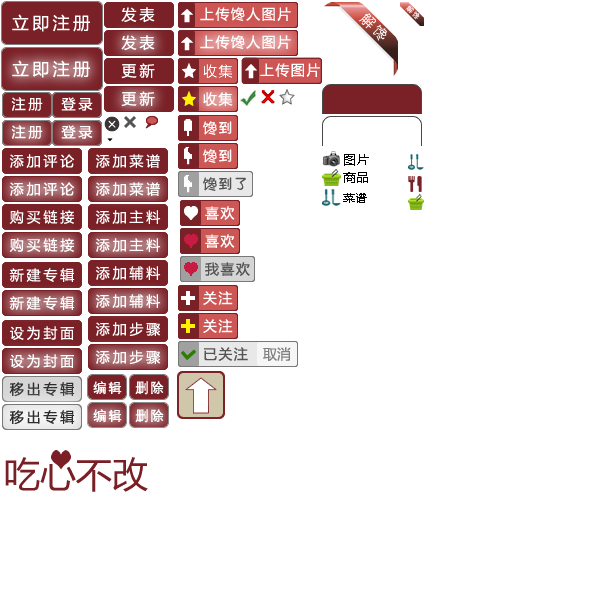 立即注册
立即注册
注册 登录
注册 登录
添加评论
添加评论
购买链接
购买链接
新建专辑
新建专辑
设为封面
设为封面
移出专辑
移出专辑
发表
发表
更新
更新
添加菜谱
添加菜谱
添加主料
添加主料
添加辅料
添加辅料
添加步骤
添加步骤
编辑 删除
编辑 删除
上传馋人图片
上传馋人图片
收集 上传图片
收集
馋到
馋到
馋到了
喜欢
喜欢
我喜欢
关注
关注
已关注 取消
解馋
解馋
图片
商品
菜谱
吃心不改